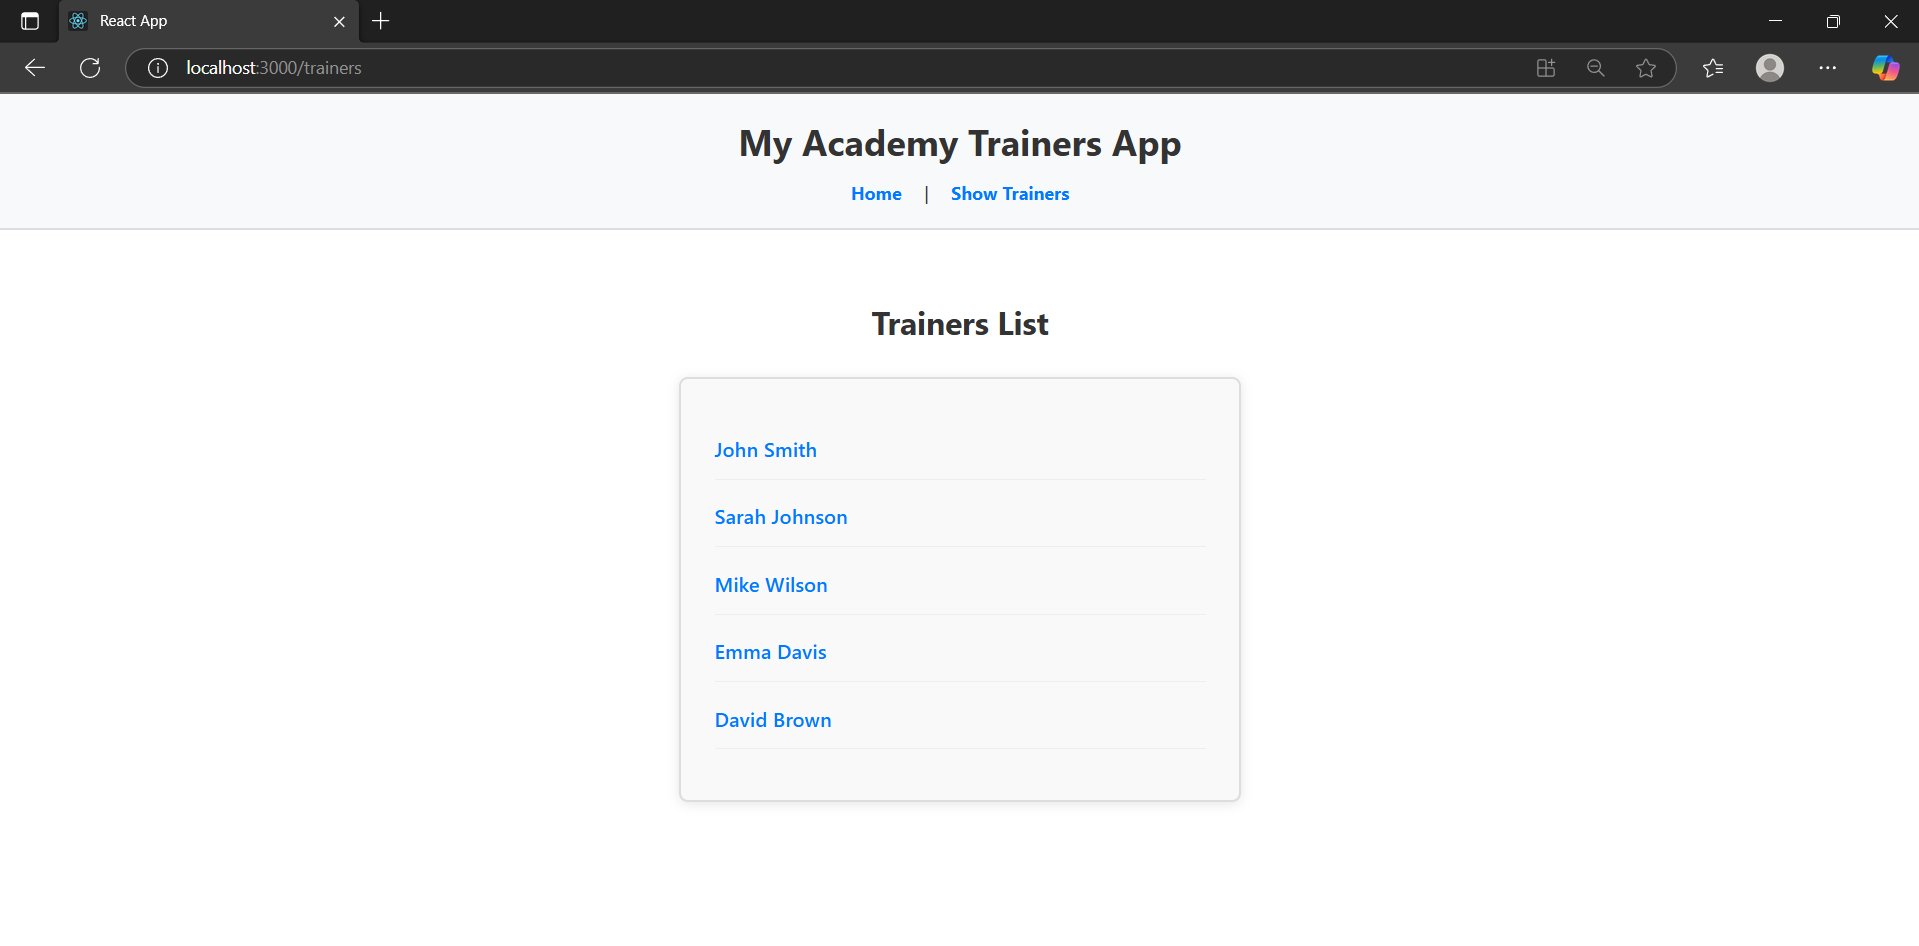 React App
localhost:3000/trainers
My Academy Trainers App
Home | Show Trainers
Trainers List
John Smith
Sarah Johnson
Mike Wilson
Emma Davis
David Brown